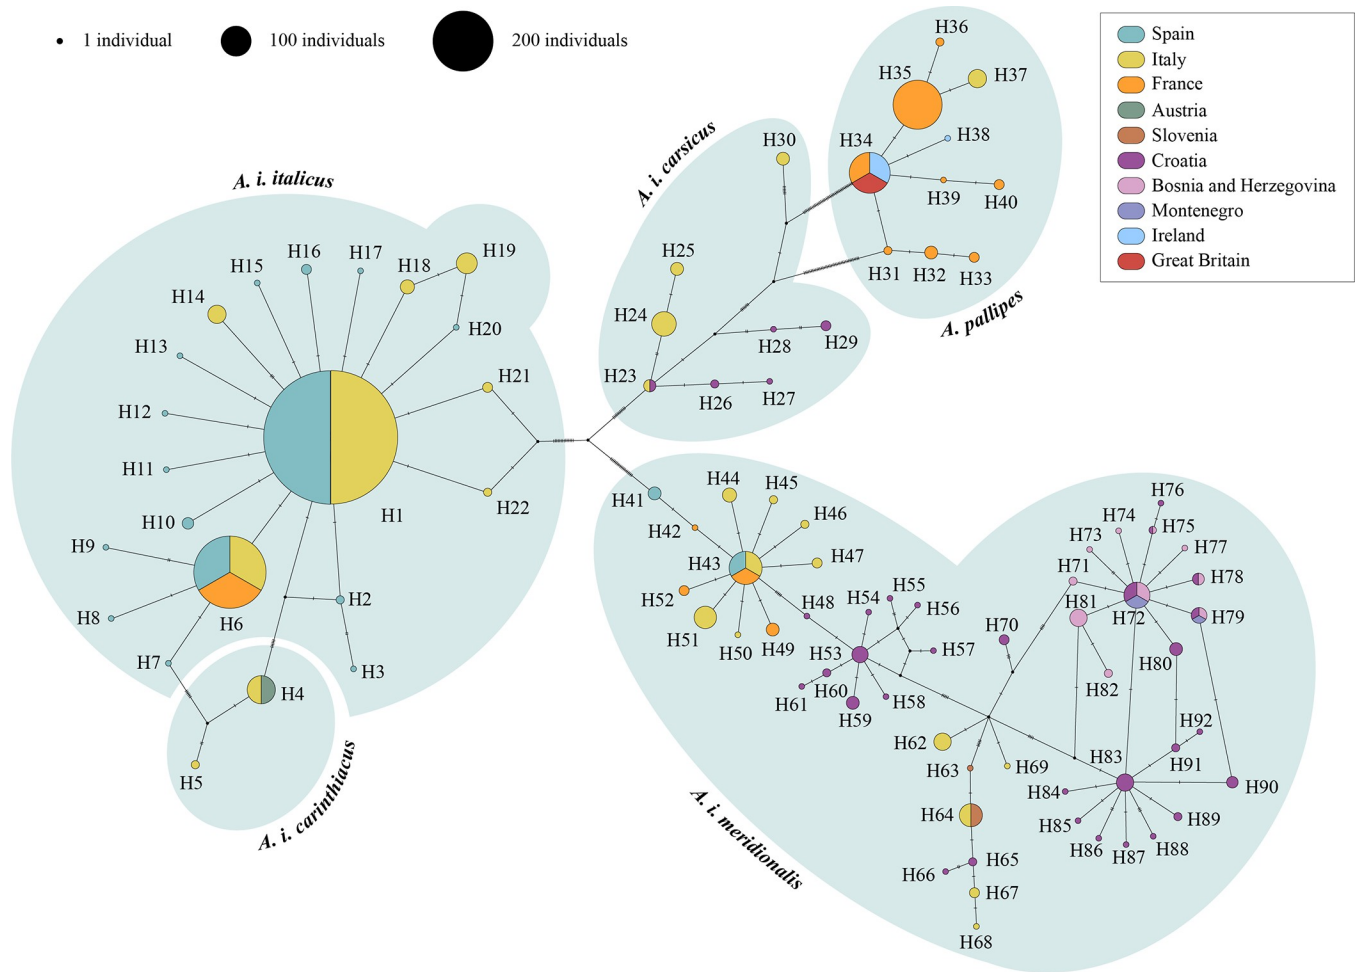 1 individual
100 individuals
200 individuals
Spain
Italy
France
Austria
Slovenia
Croatia
Bosnia and Herzegovina
Montenegro
Ireland
Great Britain
A. i. italicus
H14
H15
H16
H17
H18
H19
H20
H13
H12
H11
H10
H9
H8
H6
H7
H1
H2
H3
H21
H22
H4
H5
A. i. carinthiacus
A. i. carsicus
H30
H25
H24
H23
H26
H27
H28
H29
H36
H35
H37
H34
H38
H39
H40
H31
H32
H33
A. pallipes
H41
H42
H43
H44
H45
H46
H47
H52
H51
H50
H49
H48
H54
H55
H56
H57
H53
H60
H61
H59
H58
H70
H62
H63
H69
H64
H65
H66
H67
H68
H71
H73
H74
H76
H75
H77
H78
H72
H79
H81
H82
H80
H92
H91
H83
H90
H84
H85
H86
H87
H88
H89
A. i. meridionalis